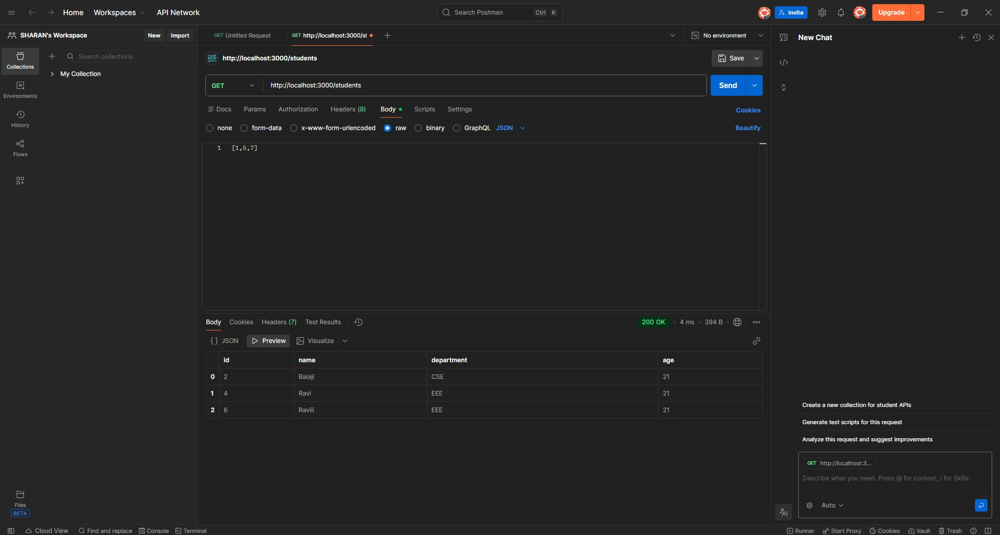 Home Workspaces API Network Search Postman Ctrl K Invite Upgrade
SHARAN's Workspace New Import GET Untitled Request GET http://localhost:3000/st No environment New Chat
Collections Search collections http://localhost:3000/students Save
My Collection
Environments GET http://localhost:3000/students Send
Docs Params Authorization Headers (9) Body Scripts Settings Cookies
History none form-data x-www-form-urlencoded raw binary GraphQL JSON Beautify
Flows 1 [1,5,7]
Body Cookies Headers (7) Test Results 200 OK • 4 ms • 394 B
{} JSON Preview Visualize
id name department age
0 2 Balaji CSE 21
1 4 Ravi EEE 21
2 6 Raviii EEE 21
Create a new collection for student APIs
Generate test scripts for this request
Analyze this request and suggest improvements
GET http://localhost:3...
Describe what you need. Press @ for context, / for Skills.
Files Auto
BETA AI
Cloud View Find and replace Console Terminal Runner Start Proxy Cookies Vault Trash